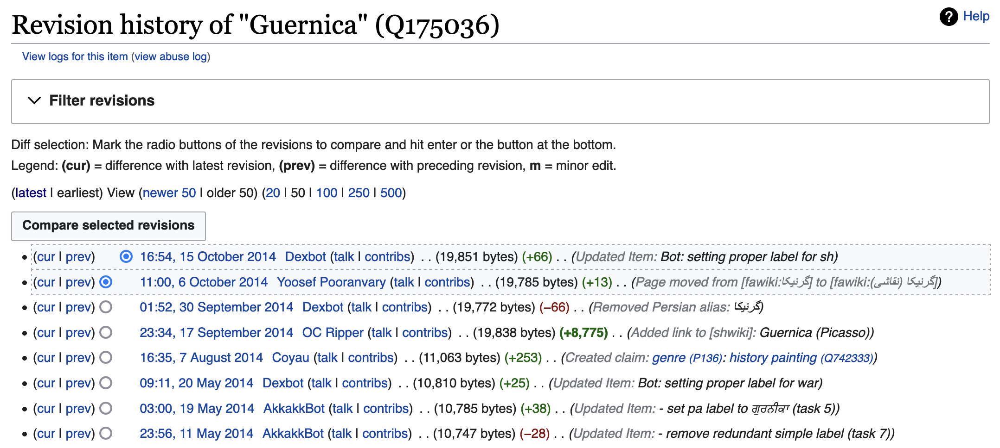 Revision history of "Guernica" (Q175036)
? Help
View logs for this item (view abuse log)
Filter revisions
Diff selection: Mark the radio buttons of the revisions to compare and hit enter or the button at the bottom.
Legend: (cur) = difference with latest revision, (prev) = difference with preceding revision, m = minor edit.
(latest | earliest) View (newer 50 | older 50) (20 | 50 | 100 | 250 | 500)
Compare selected revisions
• (cur | prev) 16:54, 15 October 2014 Dexbot (talk | contribs) . . (19,851 bytes) (+66) . . (Updated Item: Bot: setting proper label for sh)
• (cur | prev) 11:00, 6 October 2014 Yoosef Pooranvary (talk | contribs) . . (19,785 bytes) (+13) . . (Page moved from [fawiki:گرنیکا] to [fawiki:گرنیکا (نقاشی)])
• (cur | prev) 01:52, 30 September 2014 Dexbot (talk | contribs) . . (19,772 bytes) (−66) . . (Removed Persian alias: گرنیکا)
• (cur | prev) 23:34, 17 September 2014 OC Ripper (talk | contribs) . . (19,838 bytes) (+8,775) . . (Added link to [shwiki]: Guernica (Picasso))
• (cur | prev) 16:35, 7 August 2014 Coyau (talk | contribs) . . (11,063 bytes) (+253) . . (Created claim: genre (P136): history painting (Q742333))
• (cur | prev) 09:11, 20 May 2014 Dexbot (talk | contribs) . . (10,810 bytes) (+25) . . (Updated Item: Bot: setting proper label for war)
• (cur | prev) 03:00, 19 May 2014 AkkakkBot (talk | contribs) . . (10,785 bytes) (+38) . . (Updated Item: - set pa label to ਗੁਰਨੀਕਾ (task 5))
• (cur | prev) 23:56, 11 May 2014 AkkakkBot (talk | contribs) . . (10,747 bytes) (−28) . . (Updated Item: - remove redundant simple label (task 7))